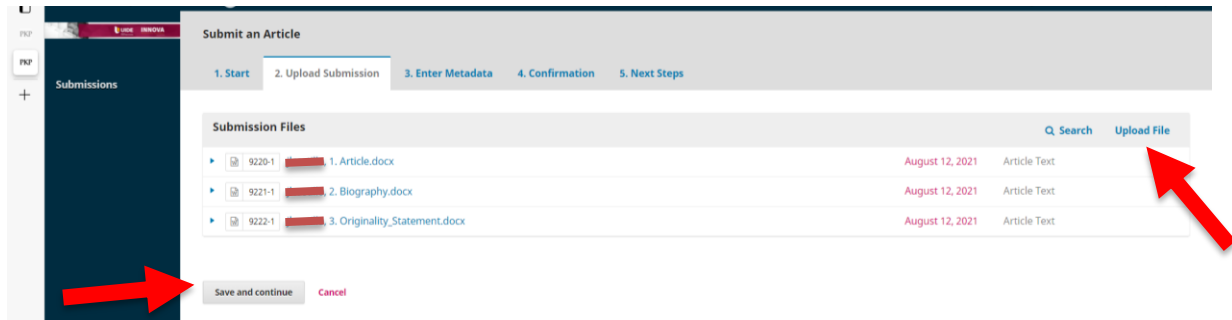 PKP
UIDE INNOVA
Submit an Article
PKP
1. Start 2. Upload Submission 3. Enter Metadata 4. Confirmation 5. Next Steps
Submissions
Submission Files Search Upload File
9220-1 , 1. Article.docx August 12, 2021 Article Text
9221-1 , 2. Biography.docx August 12, 2021 Article Text
9222-1 , 3. Originality_Statement.docx August 12, 2021 Article Text
Save and continue Cancel